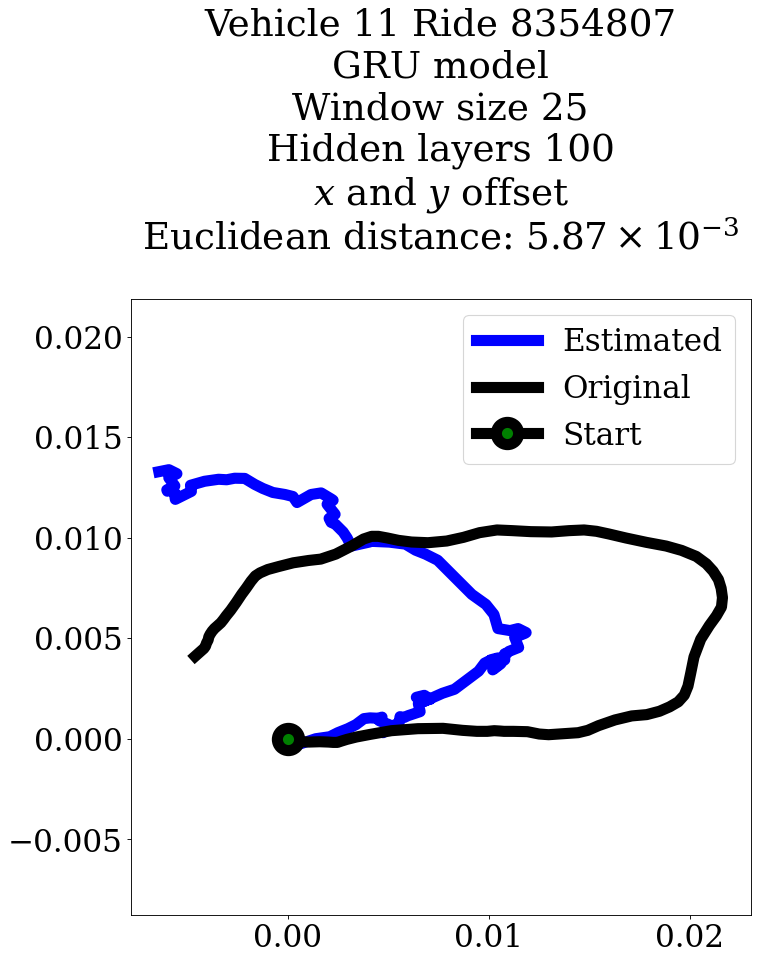 Vehicle 11 Ride 8354807
GRU model
Window size 25
Hidden layers 100
x and y offset
Euclidean distance: 5.87 × 10⁻³
Estimated
Original
Start
0.020
0.015
0.010
0.005
0.000
−0.005
0.00 0.01 0.02